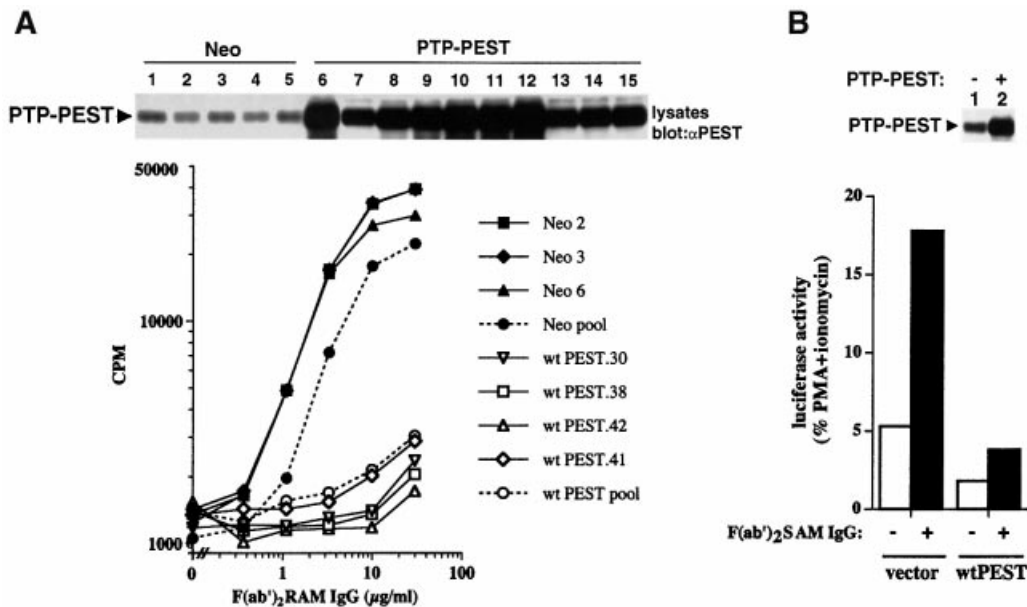 A
Neo PTP-PEST
1 2 3 4 5 6 7 8 9 10 11 12 13 14 15
PTP-PEST
lysates
blot:αPEST
50000
10000
1000
CPM
0 1 10 100
F(ab')2RAM IgG (µg/ml)
Neo 2
Neo 3
Neo 6
Neo pool
wt PEST.30
wt PEST.38
wt PEST.42
wt PEST.41
wt PEST pool
B
PTP-PEST: - +
1 2
PTP-PEST
20
15
10
5
0
luciferase activity
(% PMA+ionomycin)
F(ab')2SAM IgG: - + - +
vector wtPEST